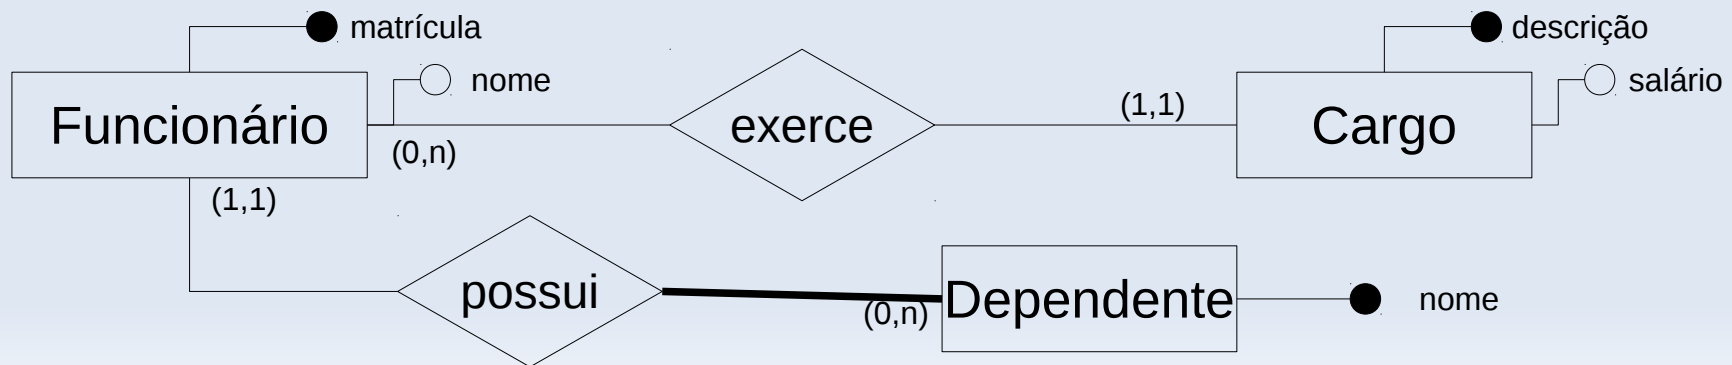 matrícula
descrição
nome
salário
Funcionário
exerce
(1,1)
Cargo
(0,n)
(1,1)
possui
Dependente
(0,n)
nome